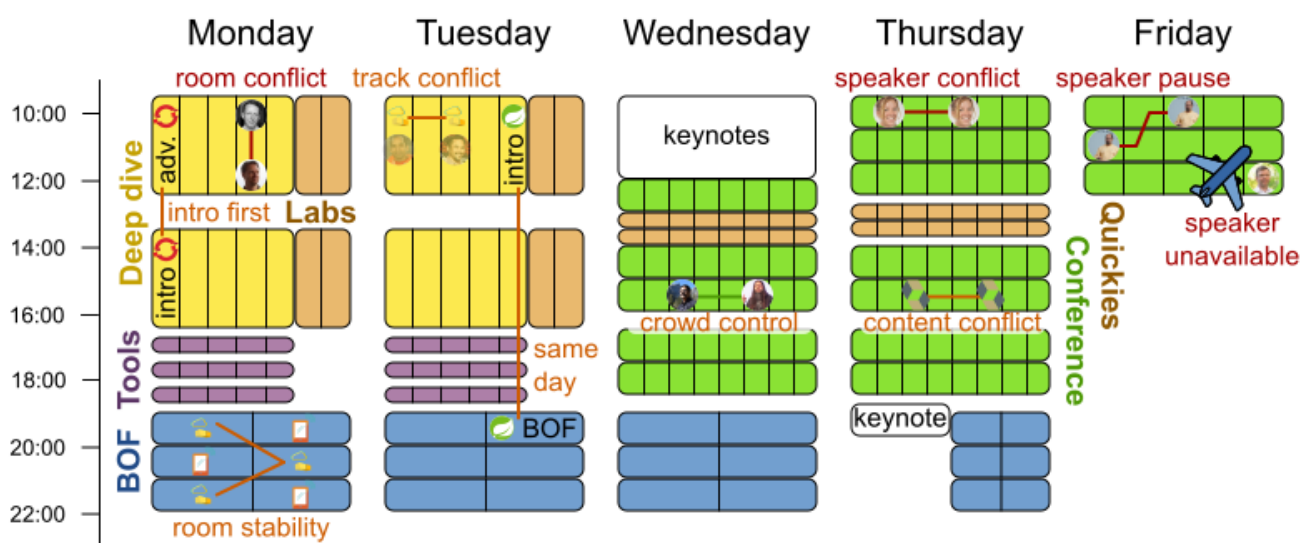 Monday
Tuesday
Wednesday
Thursday
Friday
room conflict
track conflict
speaker conflict
speaker pause
10:00
12:00
14:00
16:00
18:00
20:00
22:00
Deep dive
adv.
intro first
Labs
intro
intro
keynotes
Quickies
Conference
speaker
unavailable
crowd control
content conflict
Tools
same
day
BOF
BOF
keynote
room stability